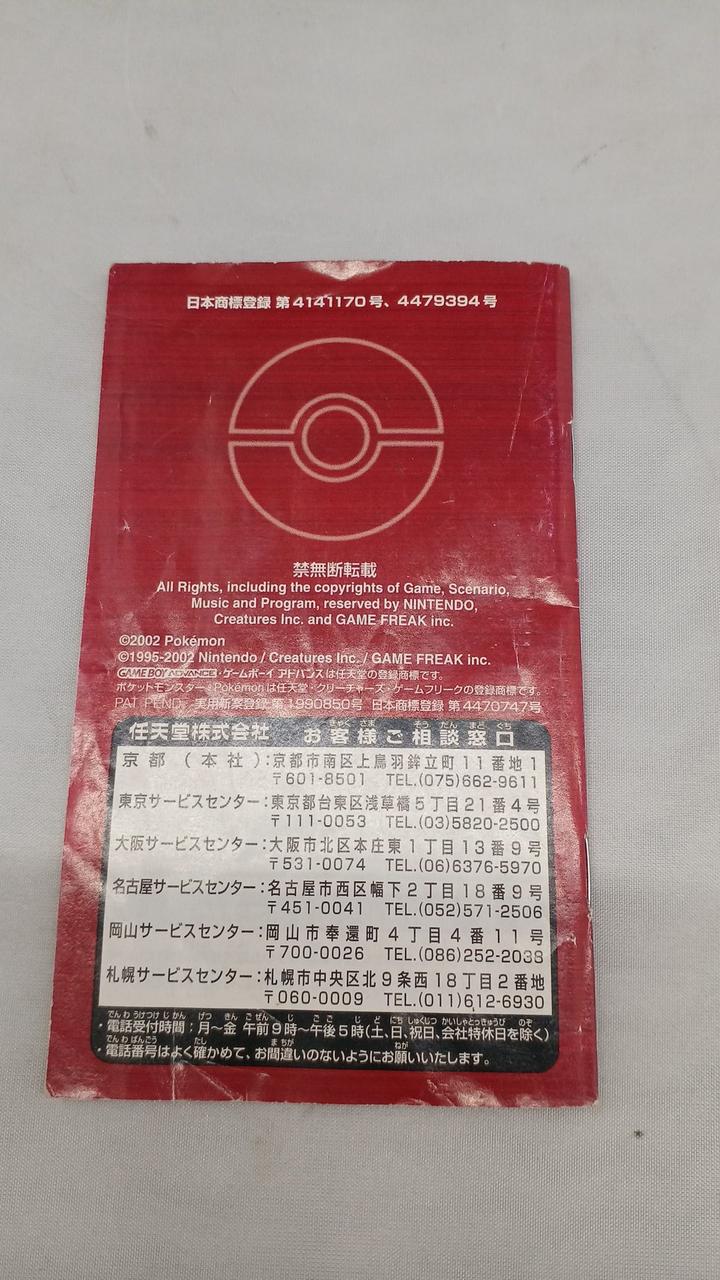 日本商標登録 第4141170号、4479394号
禁無断転載
All Rights, including the copyrights of Game, Scenario,
Music and Program, reserved by NINTENDO,
Creatures Inc. and GAME FREAK inc.
©2002 Pokémon
©1995-2002 Nintendo / Creatures Inc. / GAME FREAK inc.
GAME BOY ADVANCE・ゲームボーイ アドバンスは任天堂の登録商標です。
ポケットモンスター・Pokémonは任天堂・クリーチャーズ・ゲームフリークの登録商標です。
PAT PEND. 実用新案登録 第1990850号 日本商標登録 第4470747号
任天堂株式会社 お客様ご相談窓口
京都(本社):京都市南区上鳥羽鉾立町11番地1
〒601-8501 TEL.(075)662-9611
東京サービスセンター:東京都台東区浅草橋5丁目21番4号
〒111-0053 TEL.(03)5820-2500
大阪サービスセンター:大阪市北区本庄東1丁目13番9号
〒531-0074 TEL.(06)6376-5970
名古屋サービスセンター:名古屋市西区幅下2丁目18番9号
〒451-0041 TEL.(052)571-2506
岡山サービスセンター:岡山市奉還町4丁目4番11号
〒700-0026 TEL.(086)252-2038
札幌サービスセンター:札幌市中央区北9条西18丁目2番地
〒060-0009 TEL.(011)612-6930
・電話受付時間:月～金 午前9時～午後5時(土、日、祝日、会社特休日を除く)
・電話番号はよく確かめて、お間違いのないようにお願いいたします。